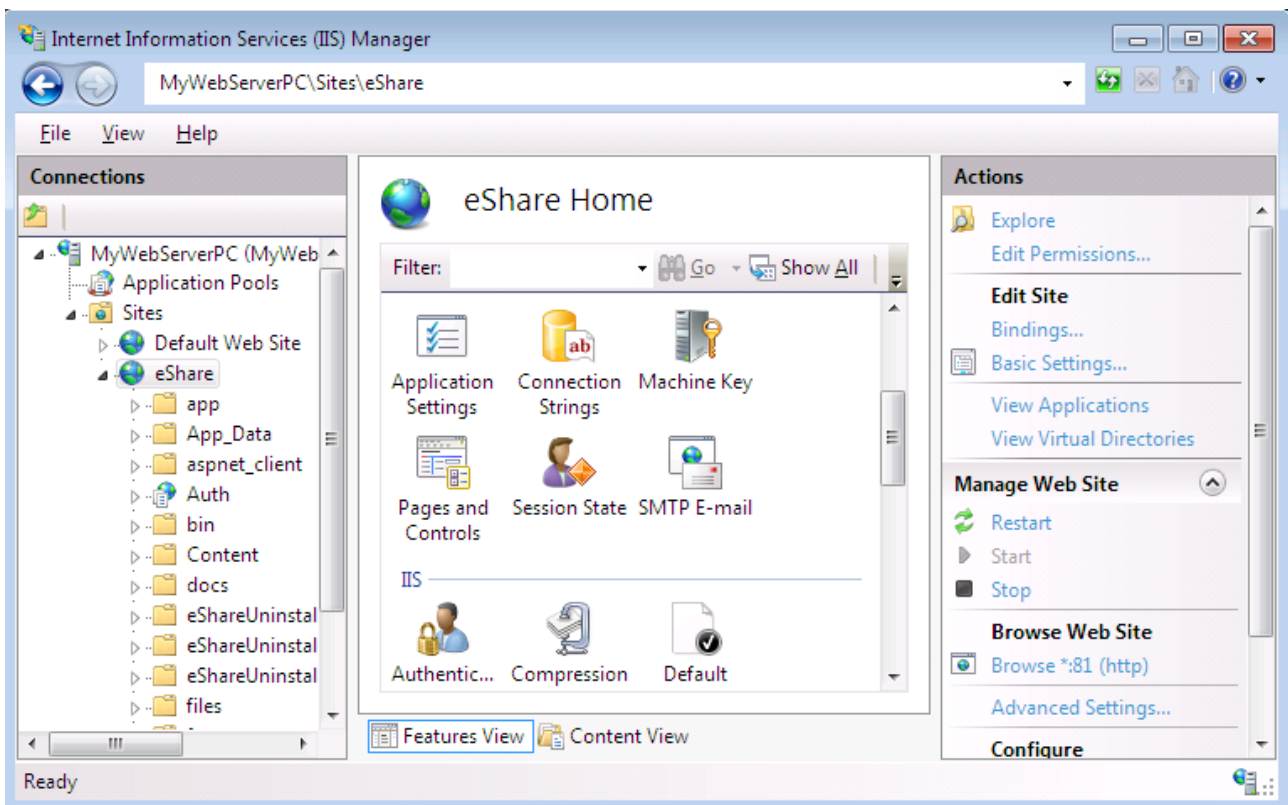 Internet Information Services (IIS) Manager
MyWebServerPC\Sites\eShare
File View Help
Connections
MyWebServerPC (MyWeb
Application Pools
Sites
Default Web Site
eShare
app
App_Data
aspnet_client
Auth
bin
Content
docs
eShareUninstal
eShareUninstal
eShareUninstal
files
eShare Home
Filter: Go Show All
Application Settings
Connection Strings
Machine Key
ab
Pages and Controls
Session State
SMTP E-mail
IIS
Authentic...
Compression
Default
Features View
Content View
Actions
Explore
Edit Permissions...
Edit Site
Bindings...
Basic Settings...
View Applications
View Virtual Directories
Manage Web Site
Restart
Start
Stop
Browse Web Site
Browse *:81 (http)
Advanced Settings...
Configure
Ready